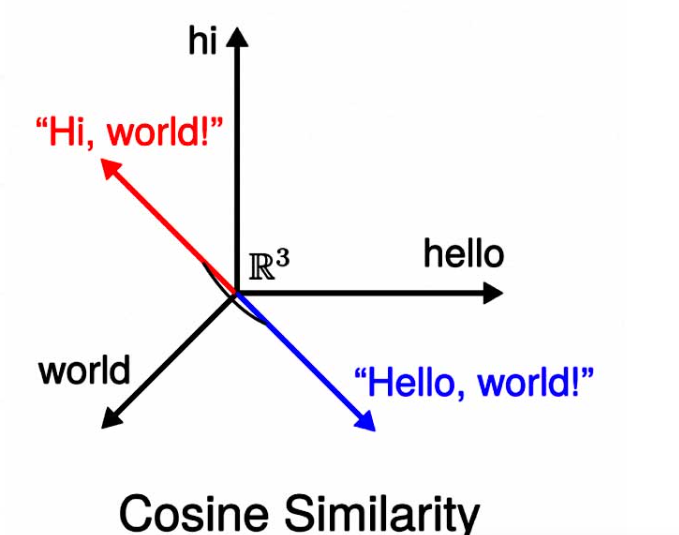 hi
“Hi, world!”
ℝ³
hello
world
“Hello, world!”
Cosine Similarity